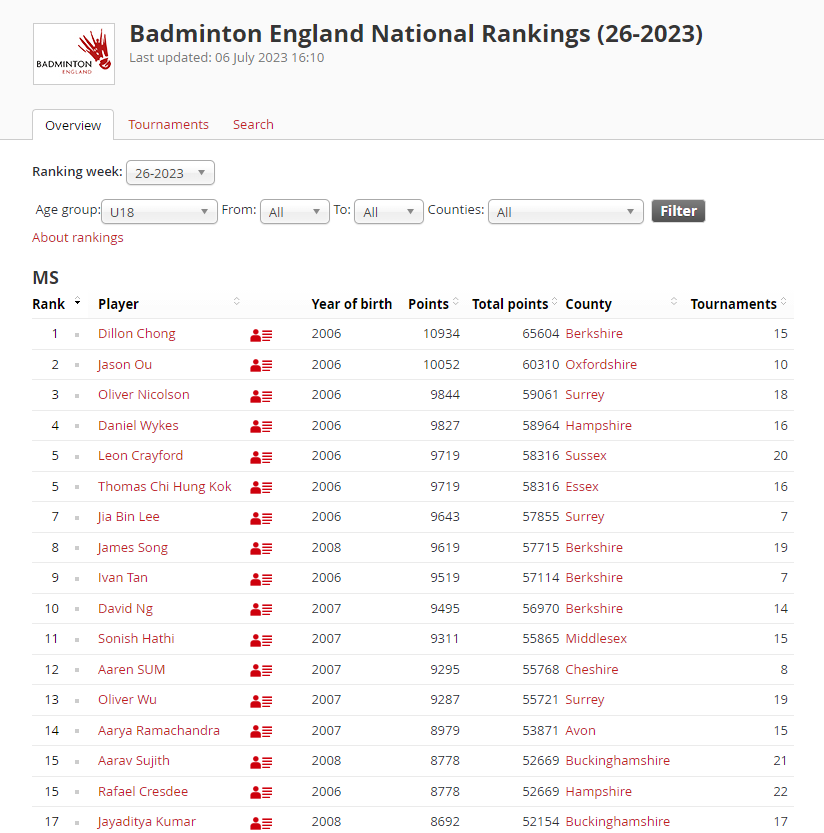 BADMINTON
ENGLAND
Badminton England National Rankings (26-2023)
Last updated: 06 July 2023 16:10
Overview Tournaments Search
Ranking week: 26-2023
Age group: U18 From: All To: All Counties: All Filter
About rankings
MS
Rank Player Year of birth Points Total points County Tournaments
1 Dillon Chong 2006 10934 65604 Berkshire 15
2 Jason Ou 2006 10052 60310 Oxfordshire 10
3 Oliver Nicolson 2006 9844 59061 Surrey 18
4 Daniel Wykes 2006 9827 58964 Hampshire 16
5 Leon Crayford 2006 9719 58316 Sussex 20
5 Thomas Chi Hung Kok 2006 9719 58316 Essex 16
7 Jia Bin Lee 2006 9643 57855 Surrey 7
8 James Song 2008 9619 57715 Berkshire 19
9 Ivan Tan 2006 9519 57114 Berkshire 7
10 David Ng 2007 9495 56970 Berkshire 14
11 Sonish Hathi 2007 9311 55865 Middlesex 15
12 Aaren SUM 2007 9295 55768 Cheshire 8
13 Oliver Wu 2007 9287 55721 Surrey 19
14 Aarya Ramachandra 2007 8979 53871 Avon 15
15 Aarav Sujith 2008 8778 52669 Buckinghamshire 21
15 Rafael Cresdee 2006 8778 52669 Hampshire 22
17 Jayaditya Kumar 2008 8692 52154 Buckinghamshire 17